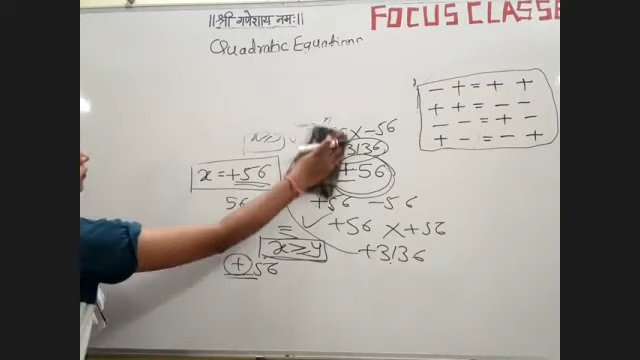 ||श्री गणेशाय नमः||
FOCUS CLASSE
Quadratic Equations
- + = + +
+ + = - -
- - = + -
+ - = - +
x - 56
3136
x = +56
+56
56
+56 -56
= ✓ +56 x +56
x ≥ y
+3136
+ 56